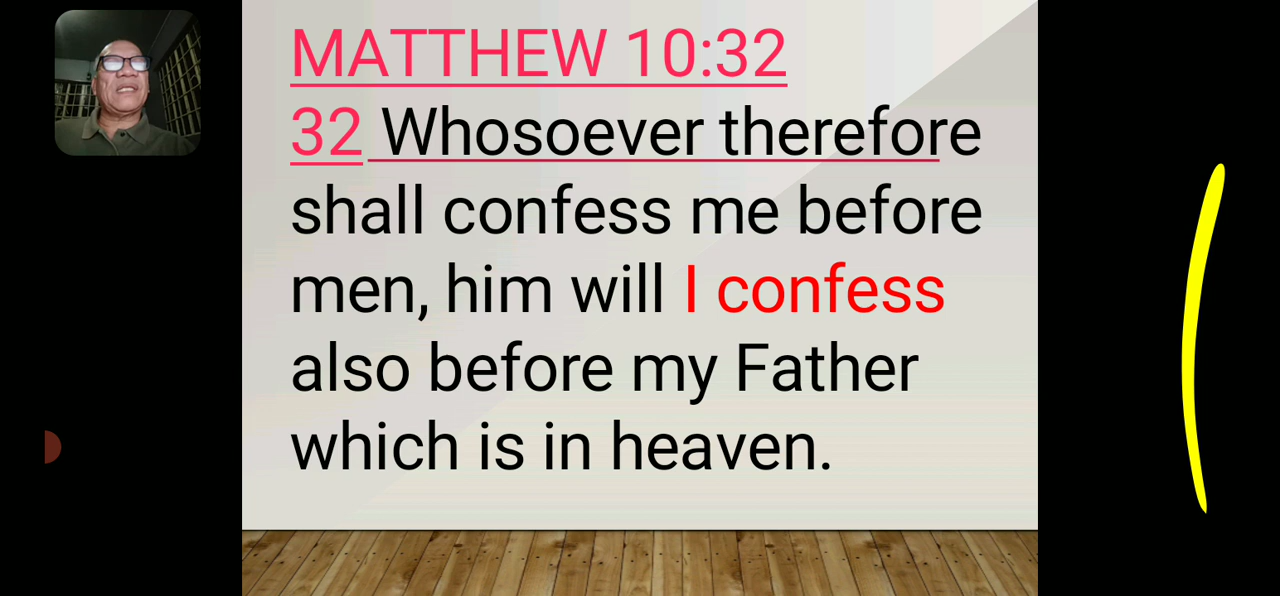 MATTHEW 10:32
32 Whosoever therefore
shall confess me before
men, him will I confess
also before my Father
which is in heaven.